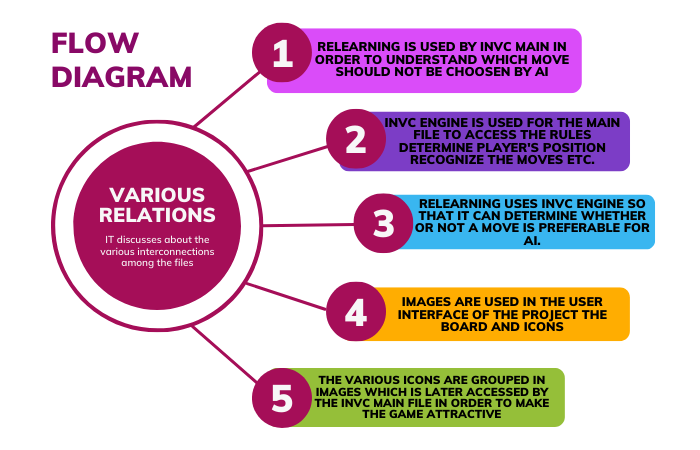 FLOW
DIAGRAM
VARIOUS
RELATIONS
IT discusses about the
various interconnections
among the files
1
RELEARNING IS USED BY INVC MAIN IN
ORDER TO UNDERSTAND WHICH MOVE
SHOULD NOT BE CHOOSEN BY AI
2
INVC ENGINE IS USED FOR THE MAIN
FILE TO ACCESS THE RULES
DETERMINE PLAYER'S POSITION
RECOGNIZE THE MOVES ETC.
3
RELEARNING USES INVC ENGINE SO
THAT IT CAN DETERMINE WHETHER
OR NOT A MOVE IS PREFERABLE FOR
AI.
4
IMAGES ARE USED IN THE USER
INTERFACE OF THE PROJECT THE
BOARD AND ICONS
5
THE VARIOUS ICONS ARE GROUPED IN
IMAGES WHICH IS LATER ACCESSED BY
THE INVC MAIN FILE IN ORDER TO MAKE
THE GAME ATTRACTIVE